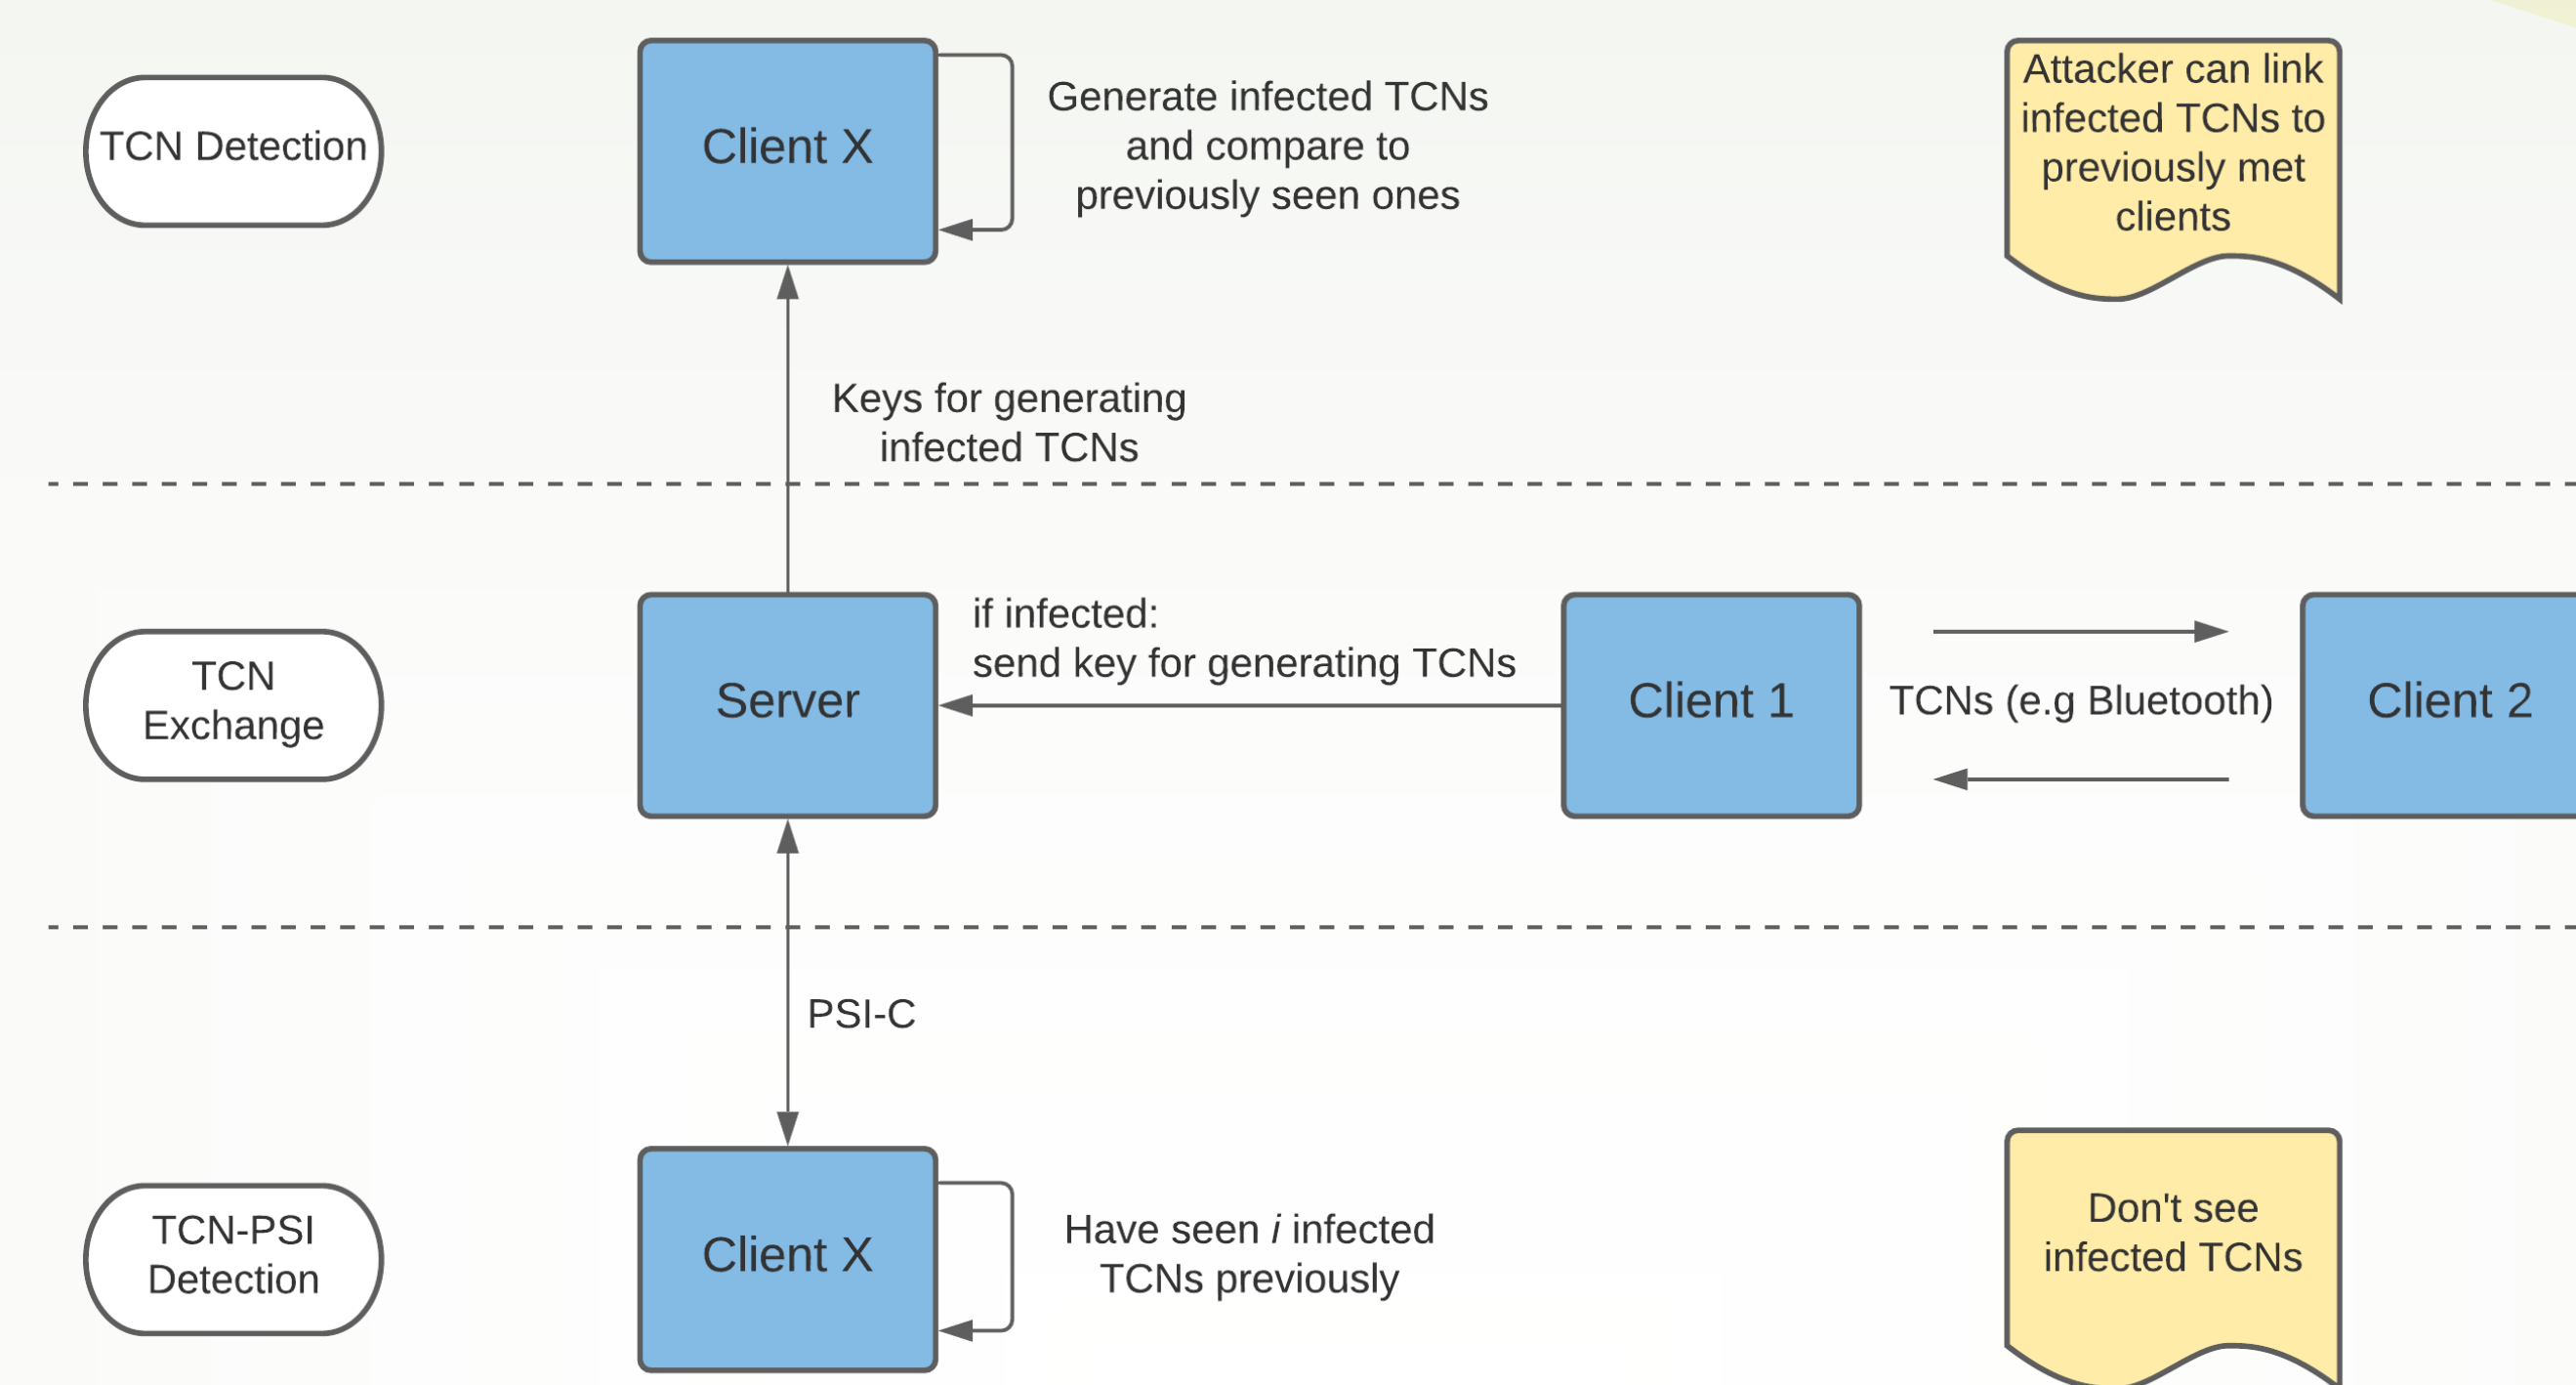 TCN Detection
Client X
Generate infected TCNs
and compare to
previously seen ones
Attacker can link
infected TCNs to
previously met
clients
Keys for generating
infected TCNs
TCN
Exchange
Server
if infected:
send key for generating TCNs
Client 1
TCNs (e.g Bluetooth)
Client 2
PSI-C
TCN-PSI
Detection
Client X
Have seen i infected
TCNs previously
Don't see
infected TCNs